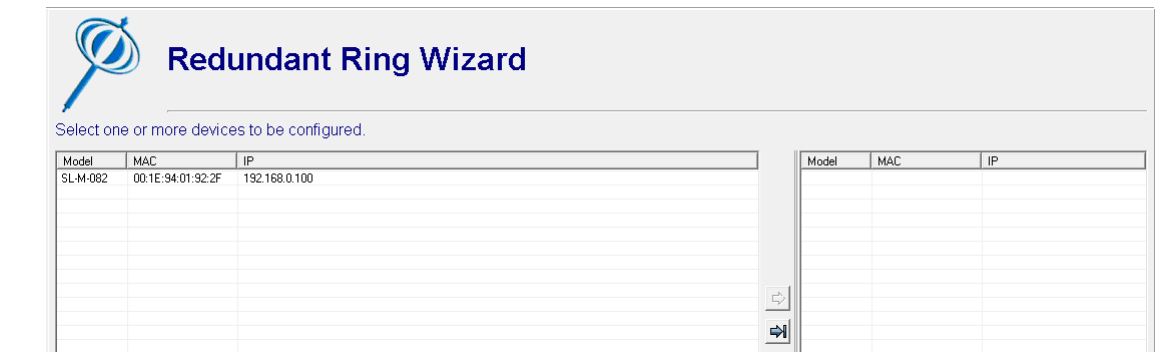 Redundant Ring Wizard
Select one or more devices to be configured.
Model MAC IP
SL-M-082 00:1E:94:01:92:2F 192.168.0.100
Model MAC IP